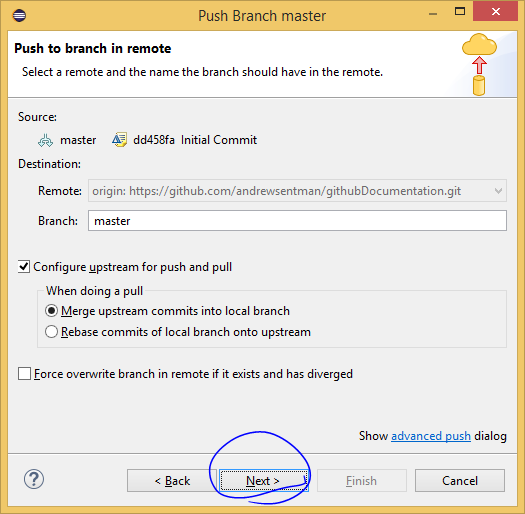 Push Branch master
Push to branch in remote
Select a remote and the name the branch should have in the remote.
Source:
master dd458fa Initial Commit
Destination:
Remote: origin: https://github.com/andrewsentman/githubDocumentation.git
Branch: master
Configure upstream for push and pull
When doing a pull
Merge upstream commits into local branch
Rebase commits of local branch onto upstream
Force overwrite branch in remote if it exists and has diverged
Show advanced push dialog
? < Back Next > Finish Cancel